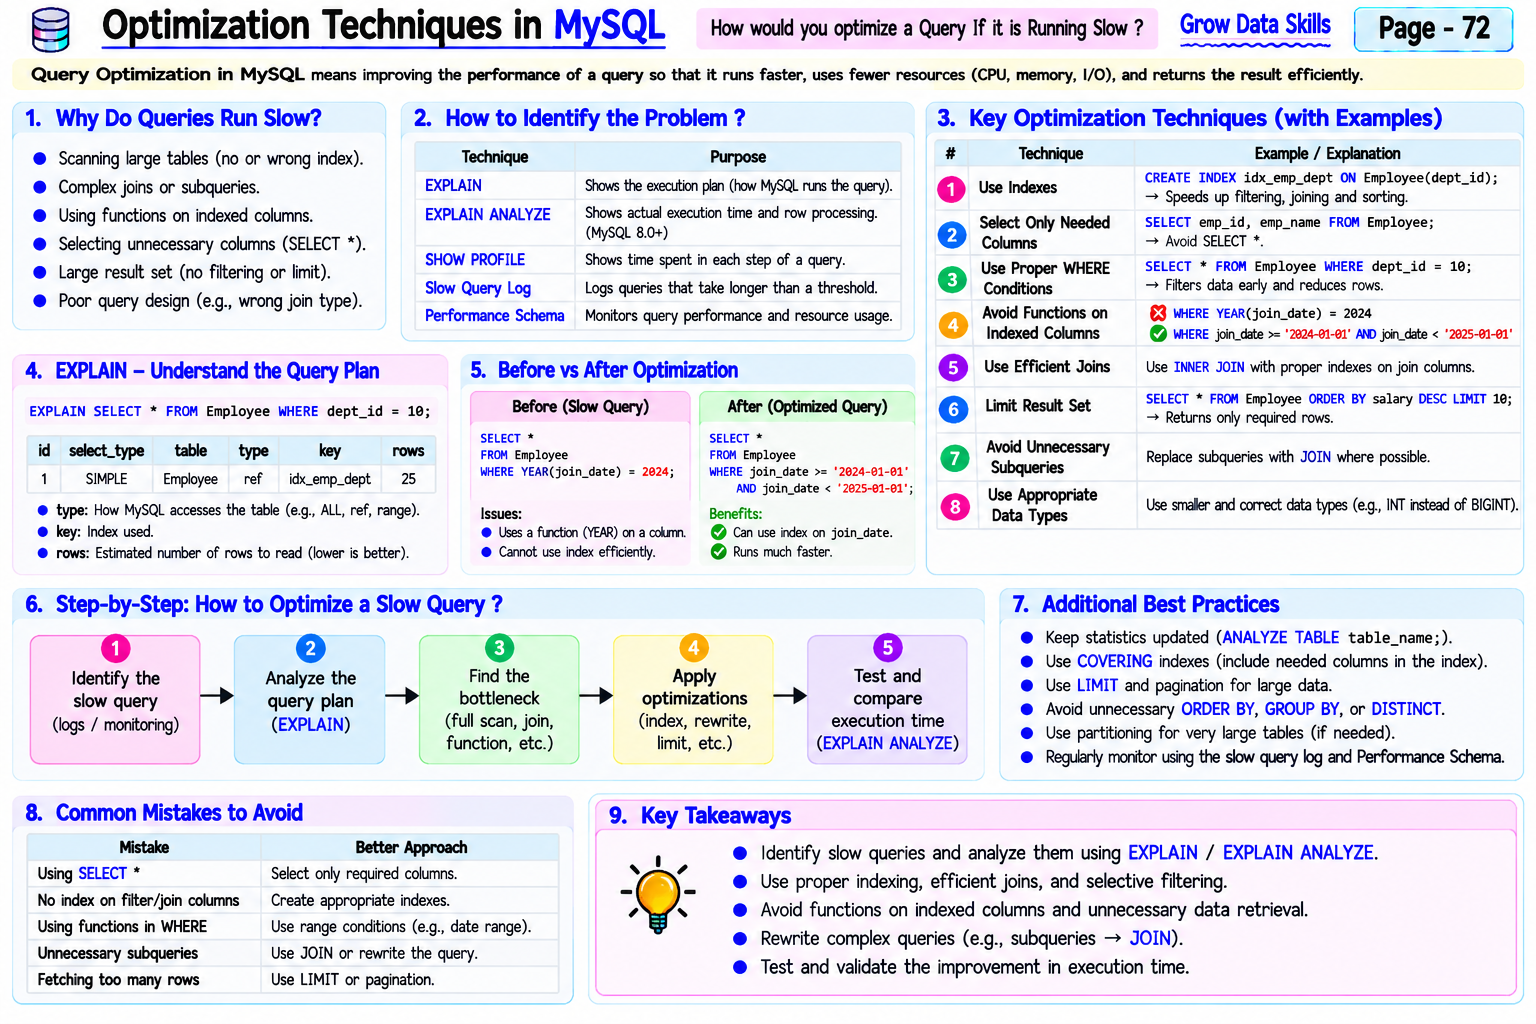 Optimization Techniques in MySQL
How would you optimize a Query If it is Running Slow ?
Grow Data Skills
Page - 72
Query Optimization in MySQL means improving the performance of a query so that it runs faster, uses fewer resources (CPU, memory, I/O), and returns the result efficiently.
1. Why Do Queries Run Slow?
Scanning large tables (no or wrong index).
Complex joins or subqueries.
Using functions on indexed columns.
Selecting unnecessary columns (SELECT *).
Large result set (no filtering or limit).
Poor query design (e.g., wrong join type).
2. How to Identify the Problem ?
Technique Purpose
EXPLAIN Shows the execution plan (how MySQL runs the query).
EXPLAIN ANALYZE Shows actual execution time and row processing.
(MySQL 8.0+)
SHOW PROFILE Shows time spent in each step of a query.
Slow Query Log Logs queries that take longer than a threshold.
Performance Schema Monitors query performance and resource usage.
3. Key Optimization Techniques (with Examples)
# Technique Example / Explanation
1 Use Indexes CREATE INDEX idx_emp_dept ON Employee(dept_id);
→ Speeds up filtering, joining and sorting.
2 Select Only Needed Columns SELECT emp_id, emp_name FROM Employee;
→ Avoid SELECT *.
3 Use Proper WHERE Conditions SELECT * FROM Employee WHERE dept_id = 10;
→ Filters data early and reduces rows.
4 Avoid Functions on Indexed Columns WHERE YEAR(join_date) = 2024
WHERE join_date >= '2024-01-01' AND join_date < '2025-01-01'
5 Use Efficient Joins Use INNER JOIN with proper indexes on join columns.
6 Limit Result Set SELECT * FROM Employee ORDER BY salary DESC LIMIT 10;
→ Returns only required rows.
7 Avoid Unnecessary Subqueries Replace subqueries with JOIN where possible.
8 Use Appropriate Data Types Use smaller and correct data types (e.g., INT instead of BIGINT).
4. EXPLAIN – Understand the Query Plan
EXPLAIN SELECT * FROM Employee WHERE dept_id = 10;
id select_type table type key rows
1 SIMPLE Employee ref idx_emp_dept 25
type: How MySQL accesses the table (e.g., ALL, ref, range).
key: Index used.
rows: Estimated number of rows to read (lower is better).
5. Before vs After Optimization
Before (Slow Query)
SELECT *
FROM Employee
WHERE YEAR(join_date) = 2024;
Issues:
Uses a function (YEAR) on a column.
Cannot use index efficiently.
After (Optimized Query)
SELECT *
FROM Employee
WHERE join_date >= '2024-01-01'
AND join_date < '2025-01-01';
Benefits:
Can use index on join_date.
Runs much faster.
6. Step-by-Step: How to Optimize a Slow Query ?
1
Identify the
slow query
(logs / monitoring)
2
Analyze the
query plan
(EXPLAIN)
3
Find the
bottleneck
(full scan, join,
function, etc.)
4
Apply
optimizations
(index, rewrite,
limit, etc.)
5
Test and
compare
execution time
(EXPLAIN ANALYZE)
7. Additional Best Practices
Keep statistics updated (ANALYZE TABLE table_name;).
Use COVERING indexes (include needed columns in the index).
Use LIMIT and pagination for large data.
Avoid unnecessary ORDER BY, GROUP BY, or DISTINCT.
Use partitioning for very large tables (if needed).
Regularly monitor using the slow query log and Performance Schema.
8. Common Mistakes to Avoid
Mistake Better Approach
Using SELECT * Select only required columns.
No index on filter/join columns Create appropriate indexes.
Using functions in WHERE Use range conditions (e.g., date range).
Unnecessary subqueries Use JOIN or rewrite the query.
Fetching too many rows Use LIMIT or pagination.
9. Key Takeaways
Identify slow queries and analyze them using EXPLAIN / EXPLAIN ANALYZE.
Use proper indexing, efficient joins, and selective filtering.
Avoid functions on indexed columns and unnecessary data retrieval.
Rewrite complex queries (e.g., subqueries → JOIN).
Test and validate the improvement in execution time.